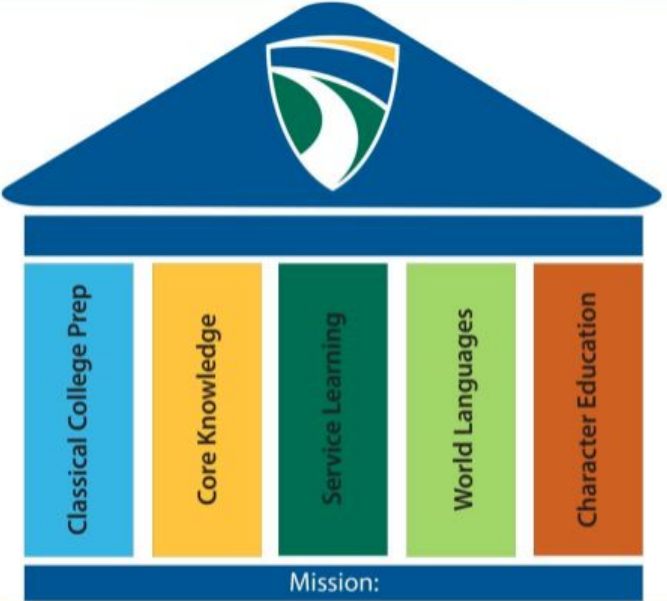 Classical College Prep
Core Knowledge
Service Learning
World Languages
Character Education
Mission: